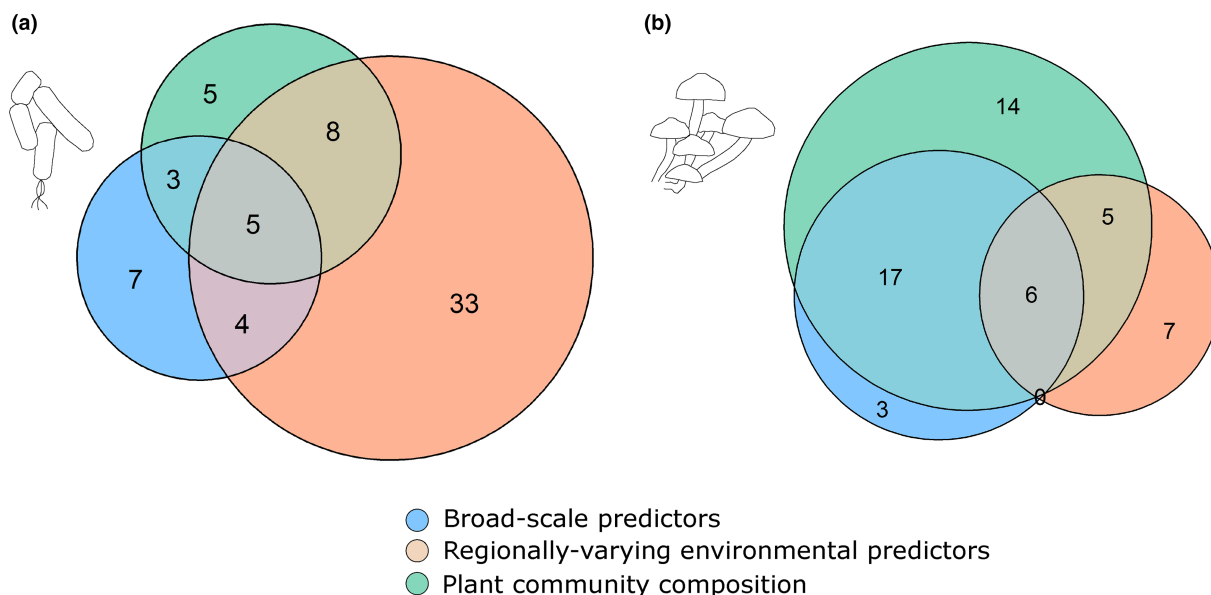 (a)
(b)
5
8
3
5
7
4
33
14
5
17
6
7
0
3
Broad-scale predictors
Regionally-varying environmental predictors
Plant community composition